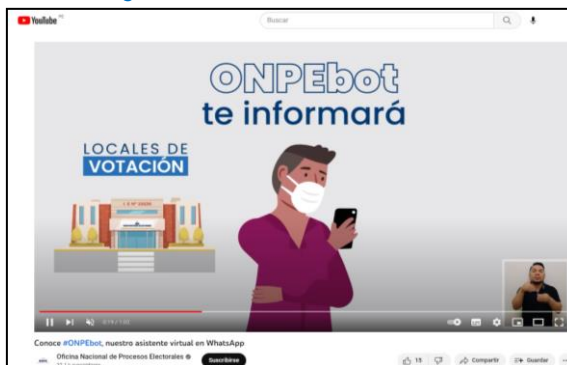 YouTube PE
Buscar
ONPEbot
te informará
LOCALES DE
VOTACIÓN
Conoce #ONPEbot, nuestro asistente virtual en WhatsApp
Oficina Nacional de Procesos Electorales
Suscribirse
15
Compartir
Guardar